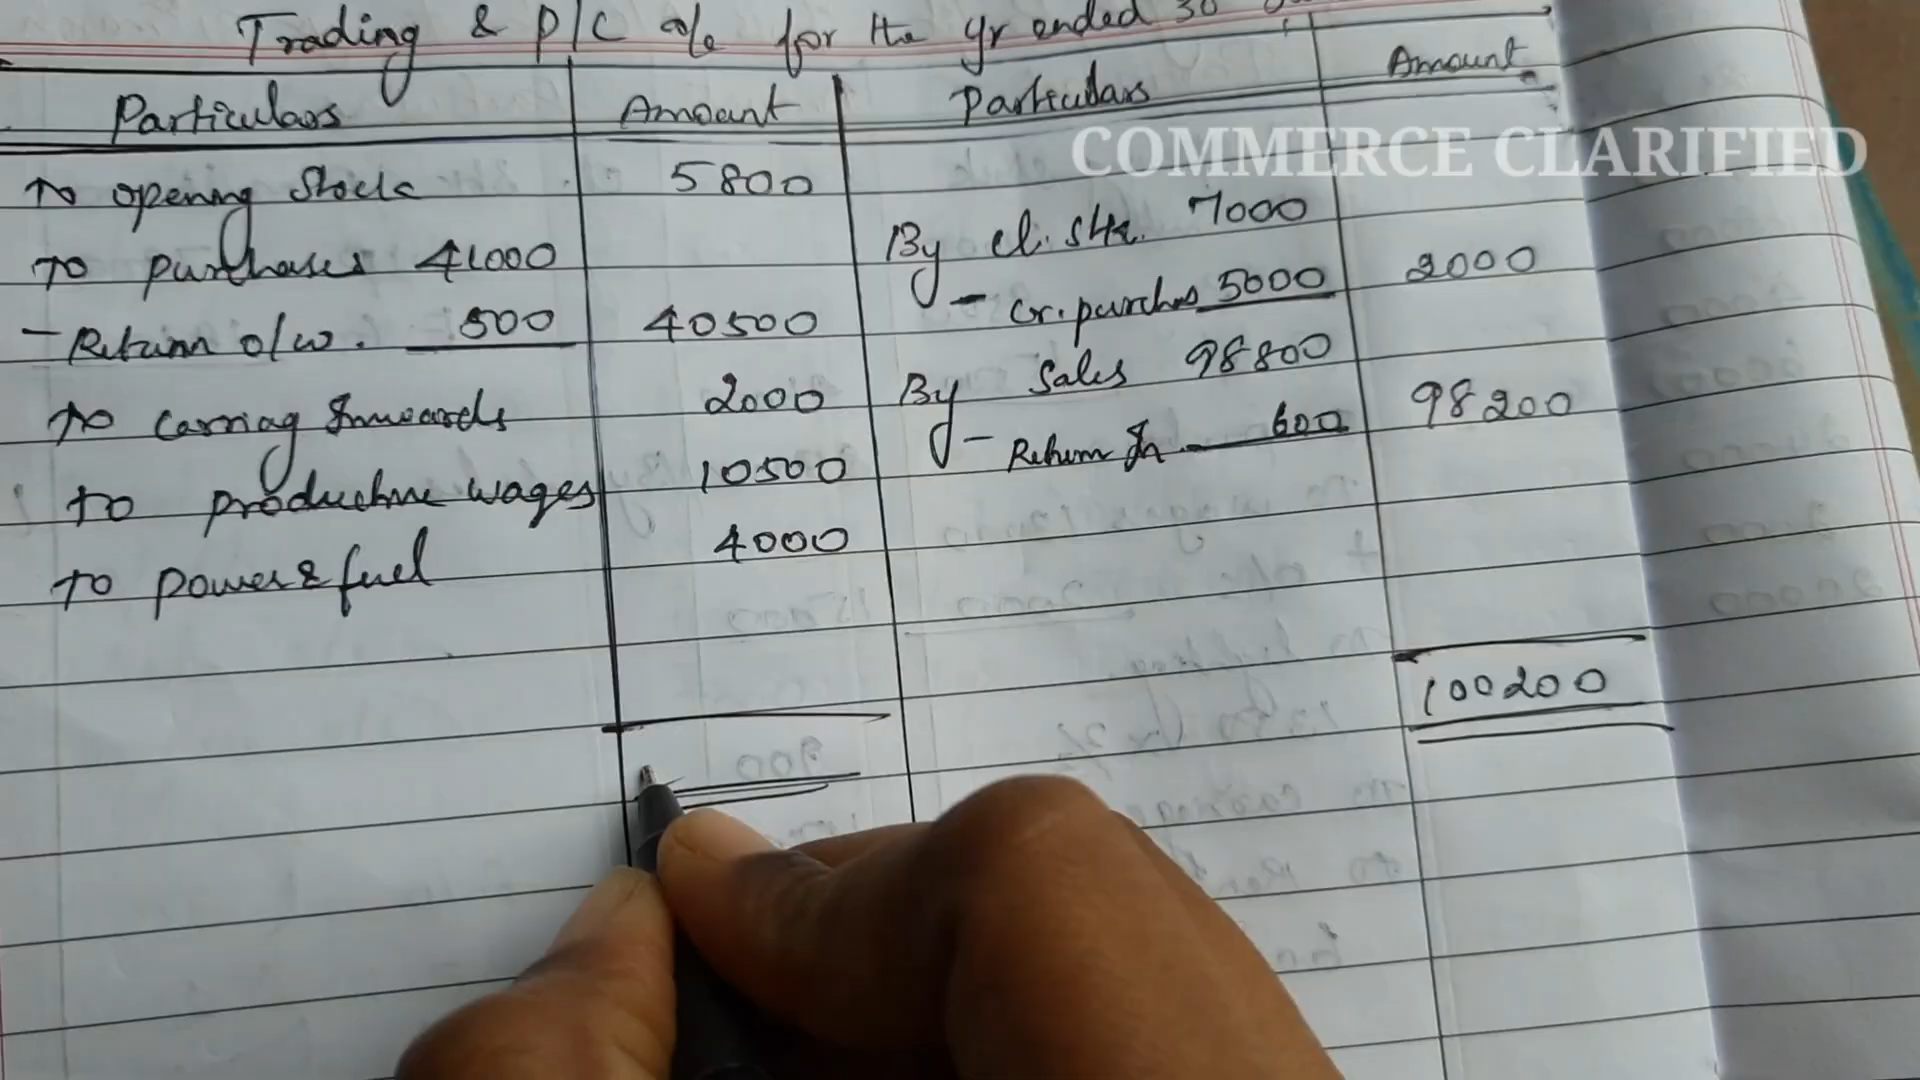 Trading & P/L a/c for the yr ended 30
Particulars Amount Particulars Amount
COMMERCE CLARIFIED
To opening Stock 5800
By cl. stk. 7000
To purchases 41000
- cr. purchas 5000 2000
- Return o/w. 500 40500
By Sales 98800
To Carriag Inwards 2000
- Return In 600 98200
To productive wages 10500
To power & fuel 4000
100200